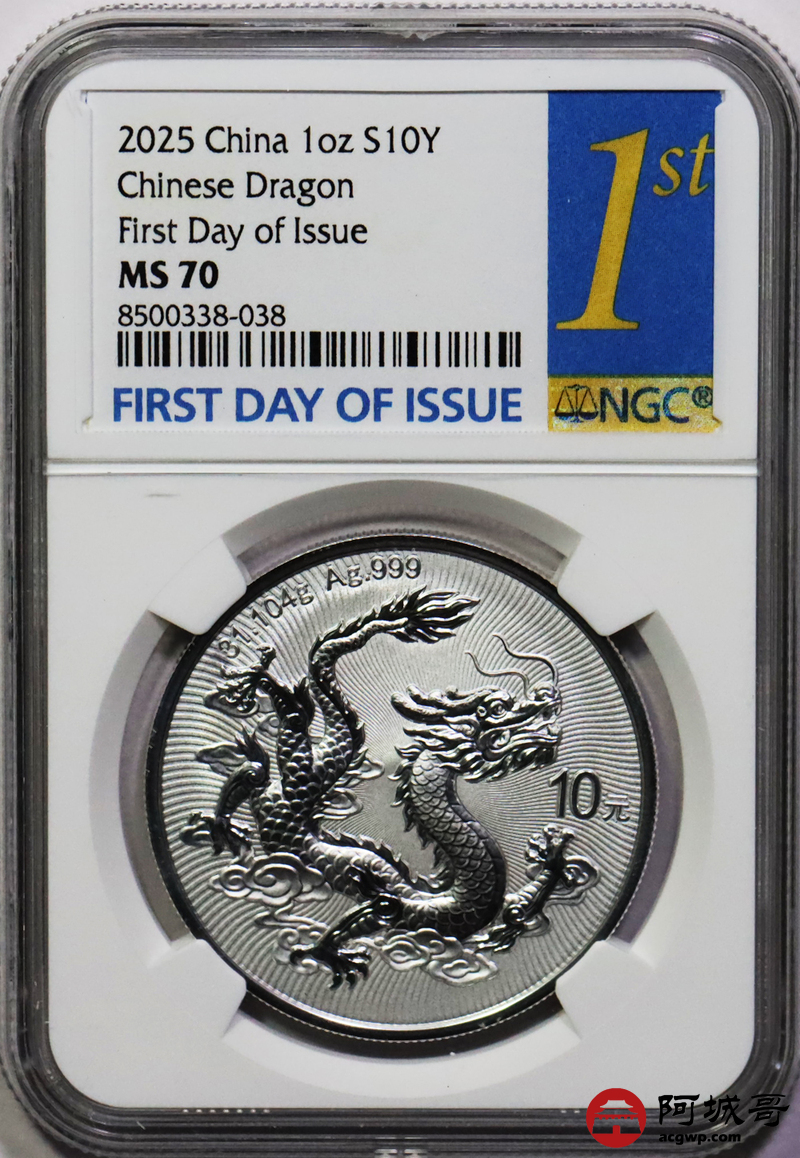 2025 China 1oz S10Y
Chinese Dragon
First Day of Issue
MS 70
8500338-038
FIRST DAY OF ISSUE
1st
NGC®
31.104g Ag.999
10元
阿城哥
acgwp.com